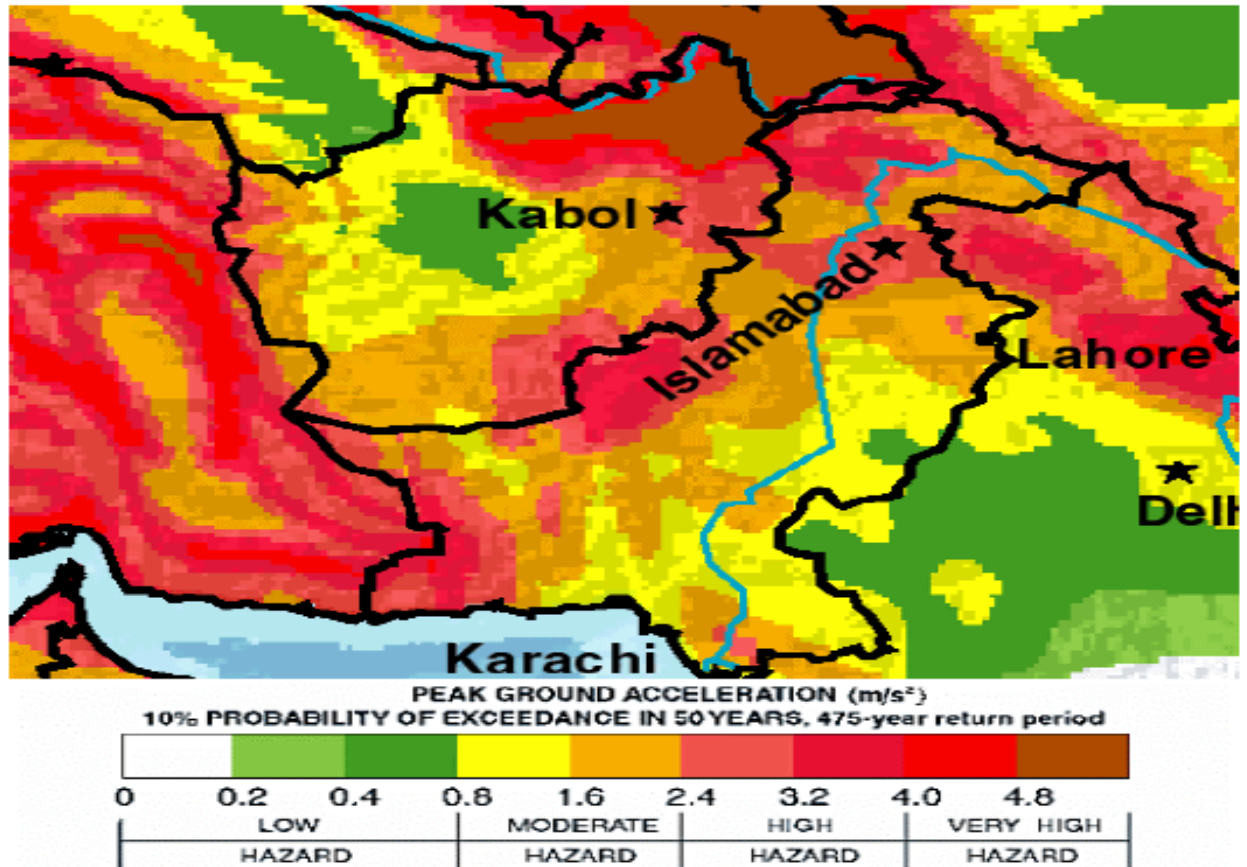 Kabol
Islamabad
Lahore
Delh
Karachi
PEAK GROUND ACCELERATION (m/s²)
10% PROBABILITY OF EXCEEDANCE IN 50 YEARS, 475-year return period
0 0.2 0.4 0.8 1.6 2.4 3.2 4.0 4.8
LOW MODERATE HIGH VERY HIGH
HAZARD HAZARD HAZARD HAZARD